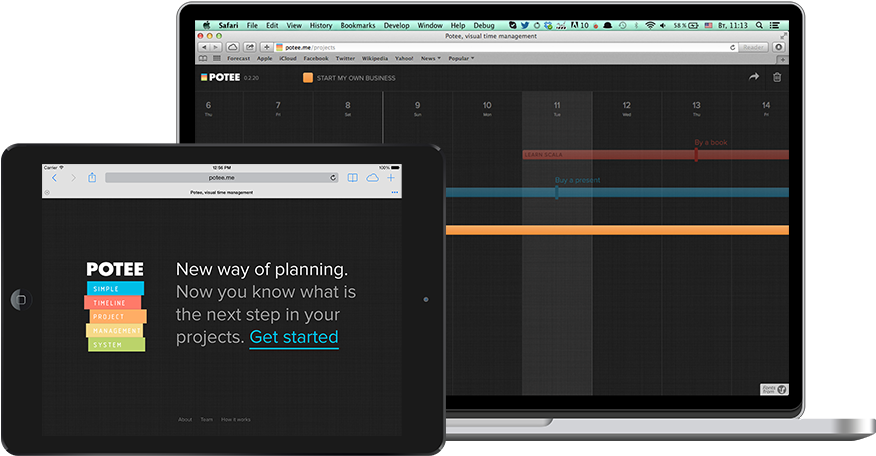 Safari File Edit View History Bookmarks Develop Window Help Debug
10 58 % Вт, 11:13
Potee, visual time management
potee.me/projects
Reader
Forecast Apple iCloud Facebook Twitter Wikipedia Yahoo! News Popular
POTEE 0.2.20 START MY OWN BUSINESS
6 7 8 9 10 11 12 13 14
Thu Fri Sat Sun Mon Tue Wed Thu Fri
By a book
LEARN SCALA
Buy a present
fonts from
Carrier 12:56 PM 100%
potee.me
Potee, visual time management
POTEE
SIMPLE
TIMELINE
PROJECT
MANAGEMENT
SYSTEM
New way of planning.
Now you know what is
the next step in your
projects. Get started
About Team How it works